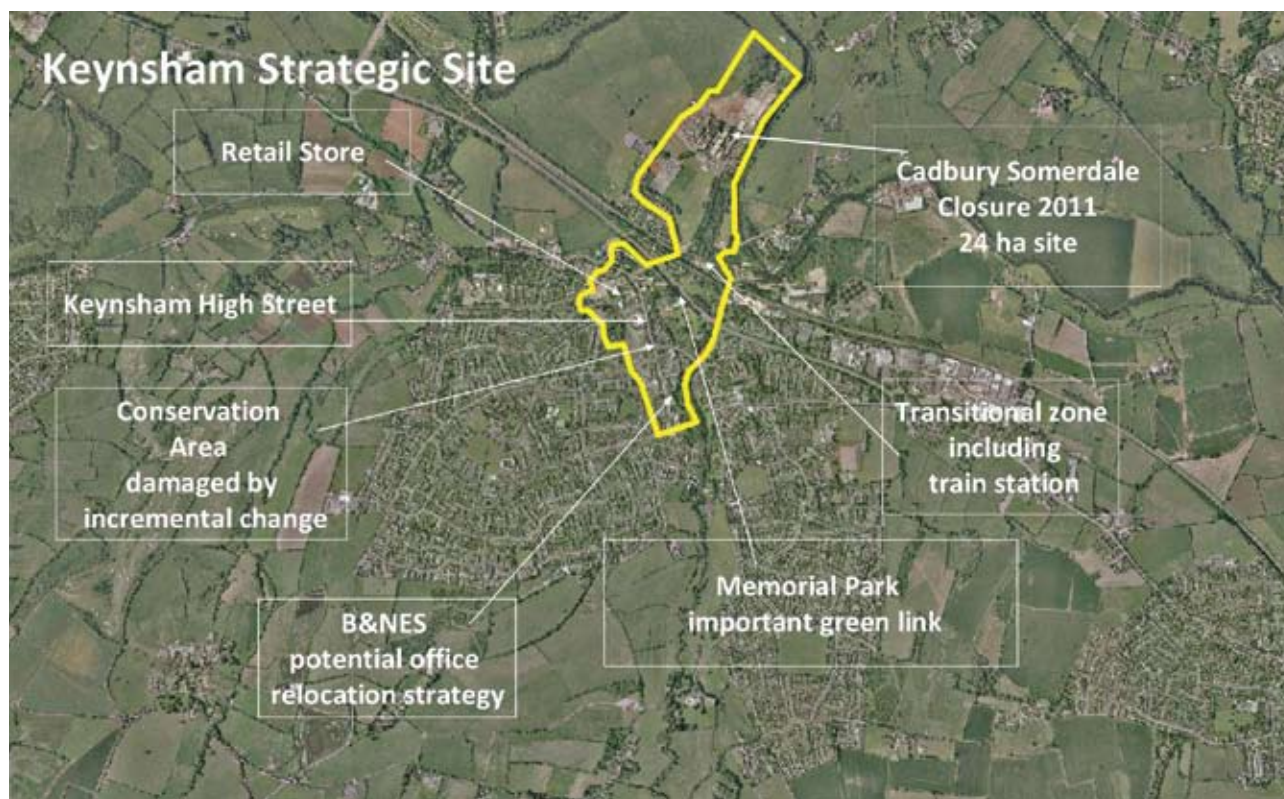 Keynsham Strategic Site
Retail Store
Cadbury Somerdale
Closure 2011
24 ha site
Keynsham High Street
Conservation
Area
damaged by
incremental change
Transitional zone
including
train station
Memorial Park
important green link
B&NES
potential office
relocation strategy